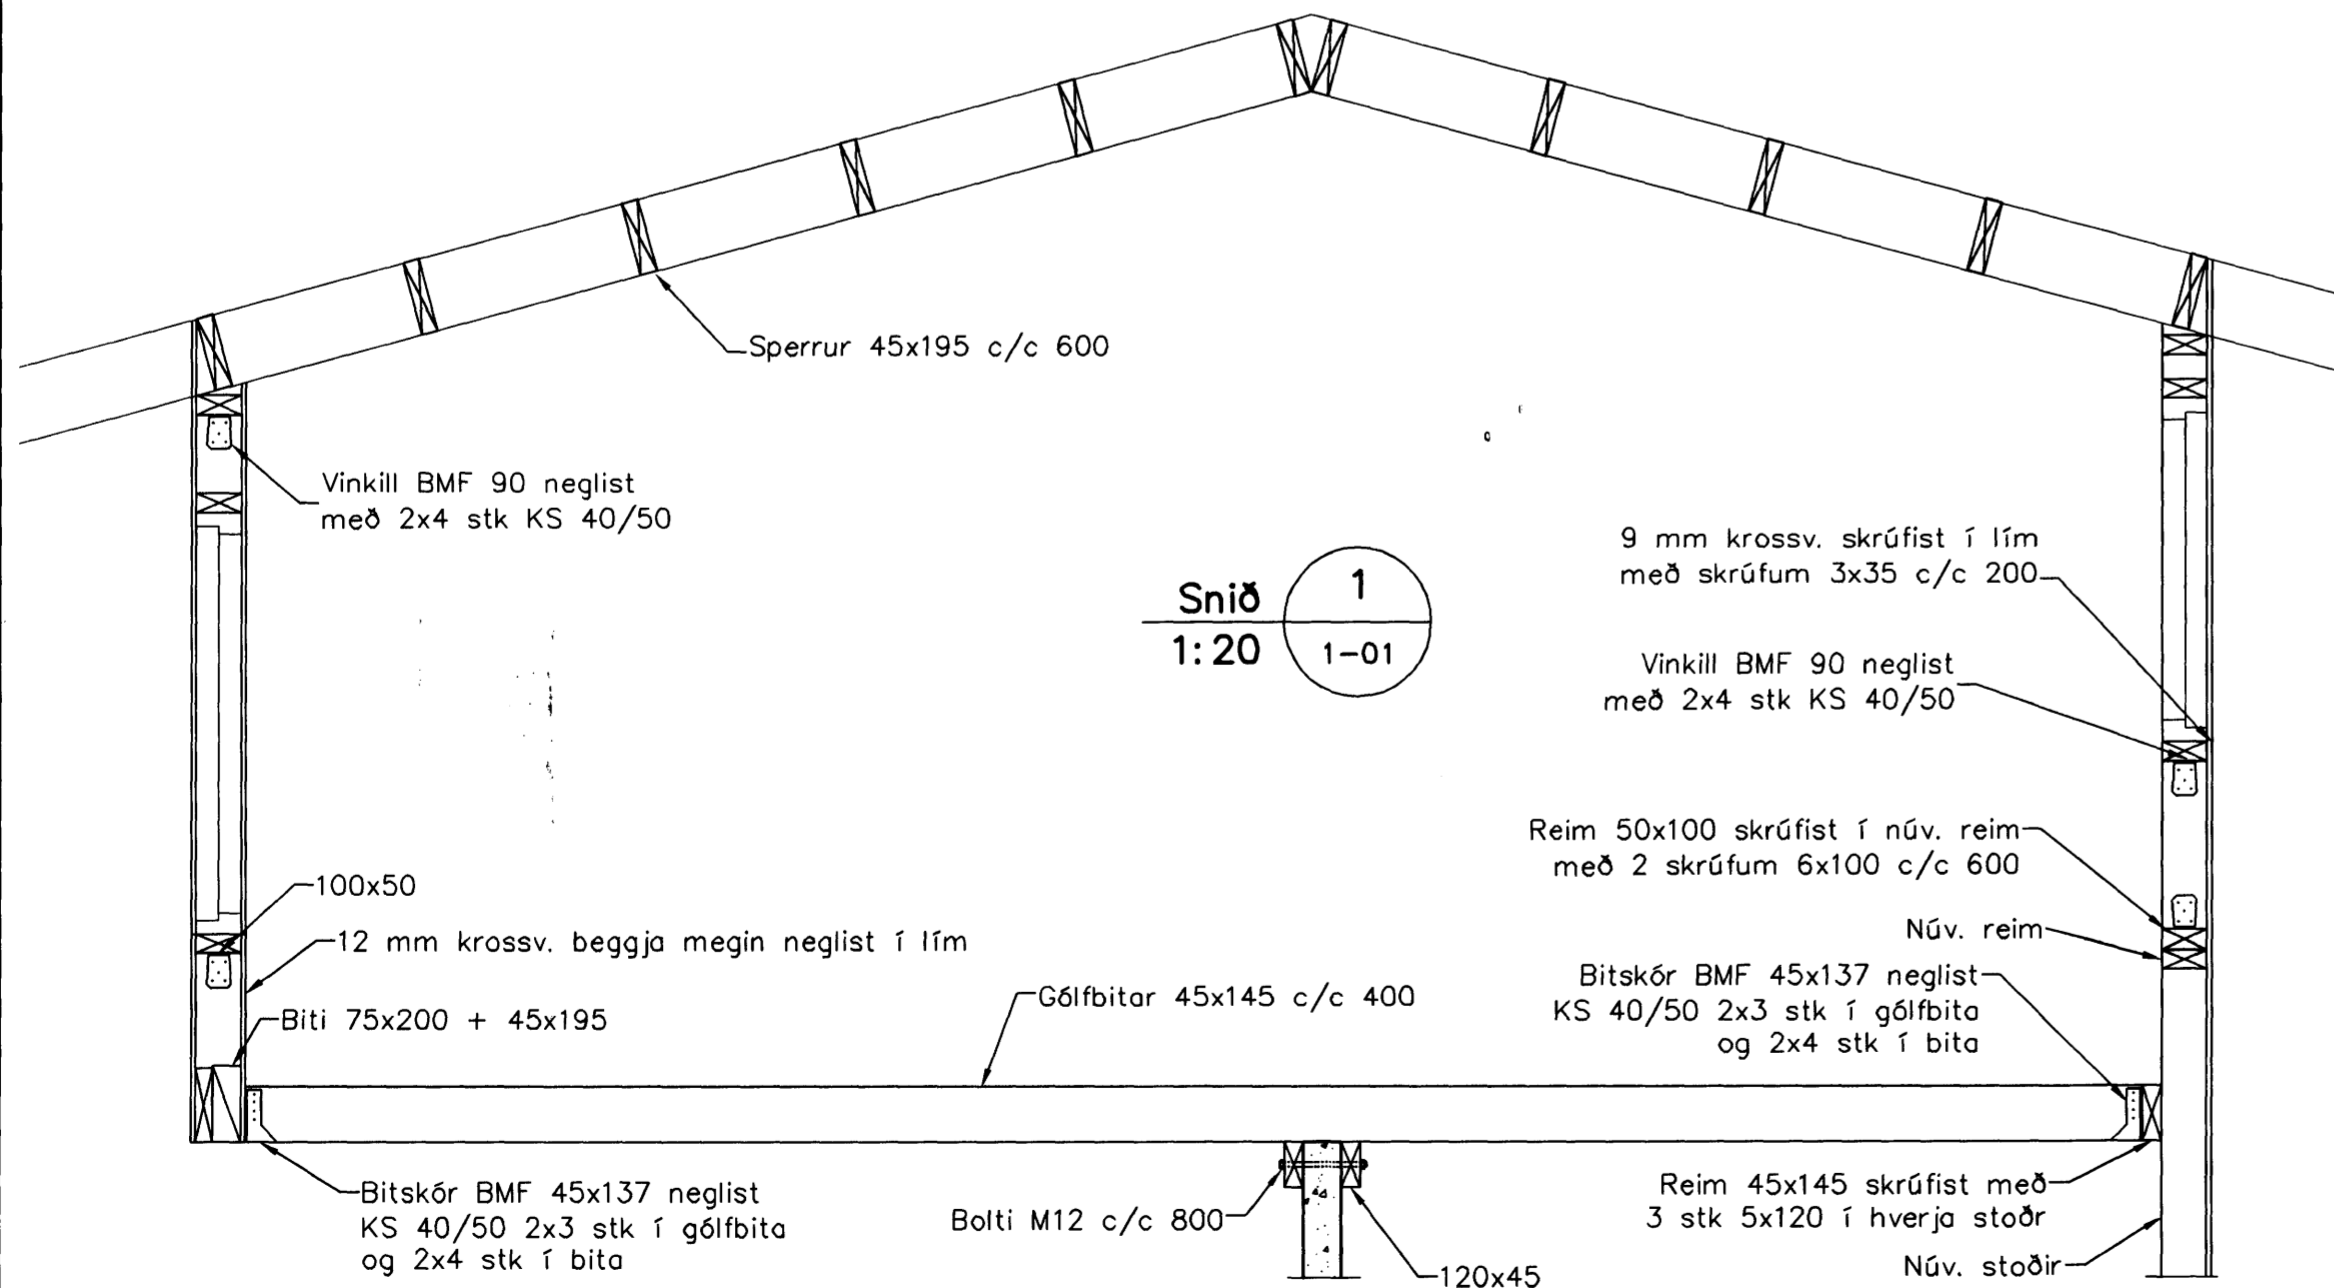 Sperrur 45x195 c/c 600
Vinkill BMF 90 neglist
með 2x4 stk KS 40/50
Snið
1:20
1
1-01
9 mm krossv. skrúfist í lím
með skrúfum 3x35 c/c 200
Vinkill BMF 90 neglist
með 2x4 stk KS 40/50
Reim 50x100 skrúfist í núv. reim
með 2 skrúfum 6x100 c/c 600
100x50
12 mm krossv. beggja megin neglist í lím
Núv. reim
Bitskór BMF 45x137 neglist
KS 40/50 2x3 stk í gólfbita
og 2x4 stk í bita
Gólfbitar 45x145 c/c 400
Biti 75x200 + 45x195
Bitskór BMF 45x137 neglist
KS 40/50 2x3 stk í gólfbita
og 2x4 stk í bita
Bolti M12 c/c 800
120x45
Reim 45x145 skrúfist með
3 stk 5x120 í hverja stoðr
Núv. stoðir